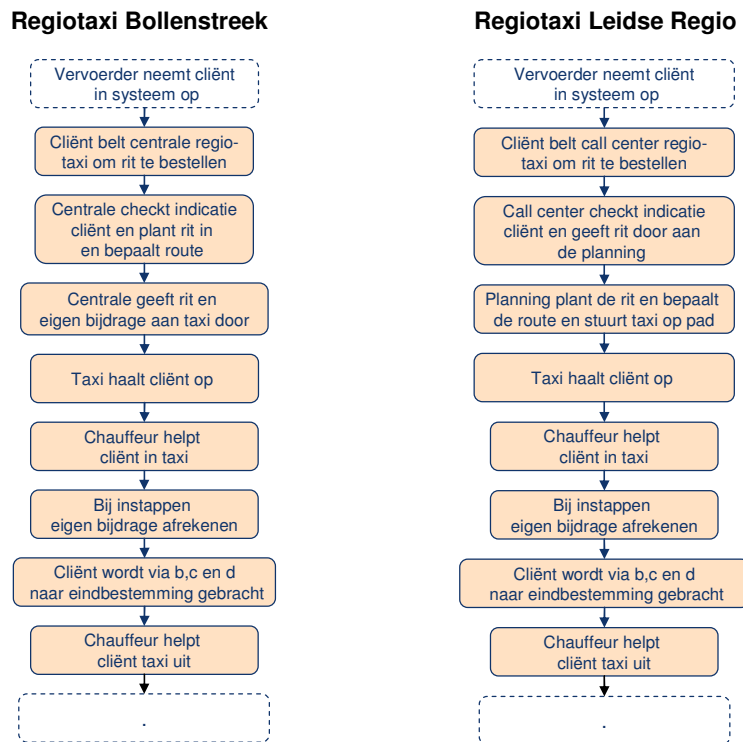 Regiotaxi Bollenstreek
Vervoerder neemt cliënt
in systeem op
Cliënt belt centrale regio-
taxi om rit te bestellen
Centrale checkt indicatie
cliënt en plant rit in
en bepaalt route
Centrale geeft rit en
eigen bijdrage aan taxi door
Taxi haalt cliënt op
Chauffeur helpt
cliënt in taxi
Bij instappen
eigen bijdrage afrekenen
Cliënt wordt via b,c en d
naar eindbestemming gebracht
Chauffeur helpt
cliënt taxi uit
.
Regiotaxi Leidse Regio
Vervoerder neemt cliënt
in systeem op
Cliënt belt call center regio-
taxi om rit te bestellen
Call center checkt indicatie
cliënt en geeft rit door aan
de planning
Planning plant de rit en bepaalt
de route en stuurt taxi op pad
Taxi haalt cliënt op
Chauffeur helpt
cliënt in taxi
Bij instappen
eigen bijdrage afrekenen
Cliënt wordt via b,c en d
naar eindbestemming gebracht
Chauffeur helpt
cliënt taxi uit
.